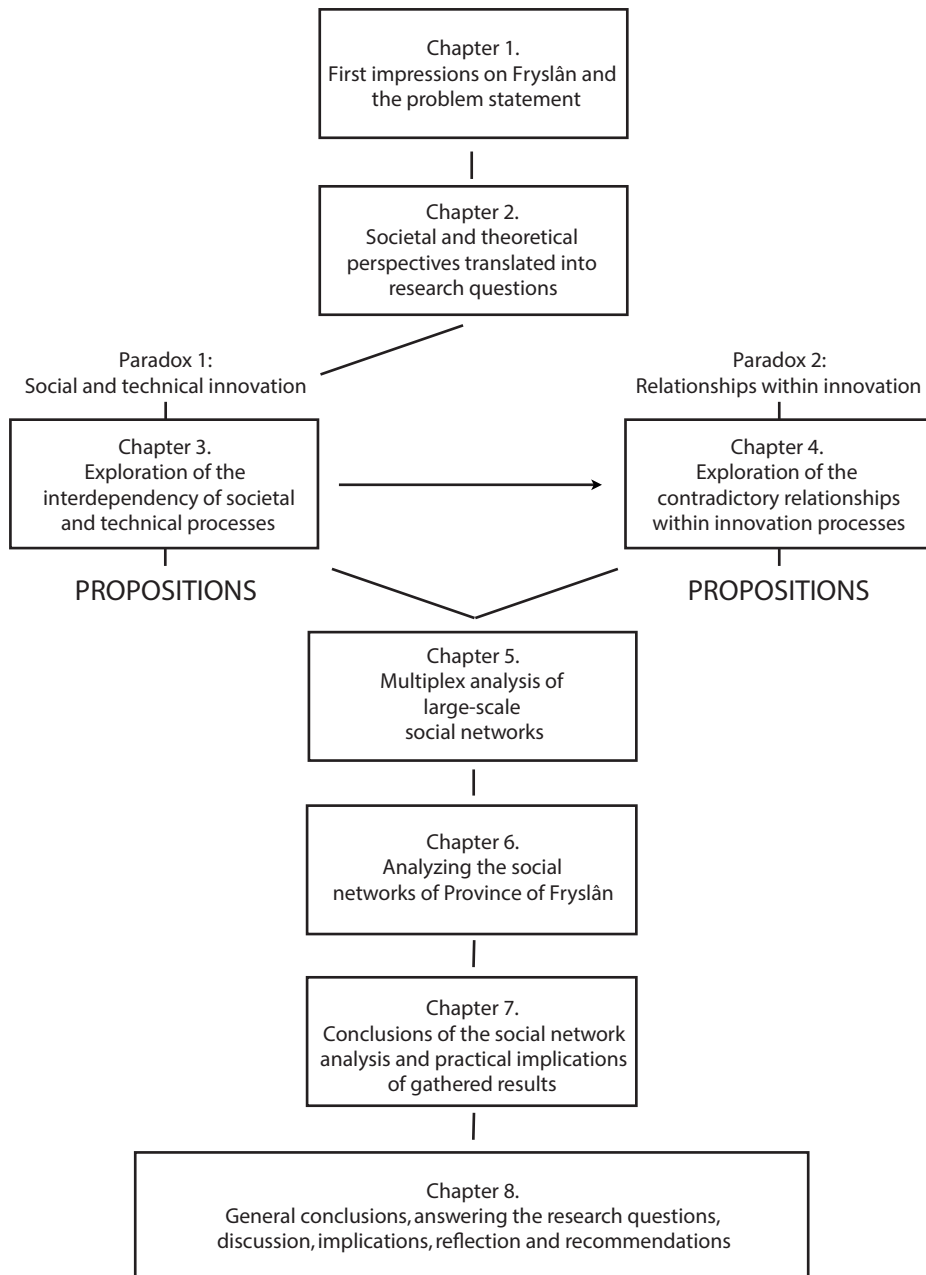 Chapter 1.
First impressions on Fryslân and
the problem statement
Chapter 2.
Societal and theoretical
perspectives translated into
research questions
Paradox 1:
Social and technical innovation
Paradox 2:
Relationships within innovation
Chapter 3.
Exploration of the
interdependency of societal
and technical processes
Chapter 4.
Exploration of the
contradictory relationships
within innovation processes
PROPOSITIONS
PROPOSITIONS
Chapter 5.
Multiplex analysis of
large-scale
social networks
Chapter 6.
Analyzing the social
networks of Province of Fryslân
Chapter 7.
Conclusions of the social network
analysis and practical implications
of gathered results
Chapter 8.
General conclusions, answering the research questions,
discussion, implications, reflection and recommendations